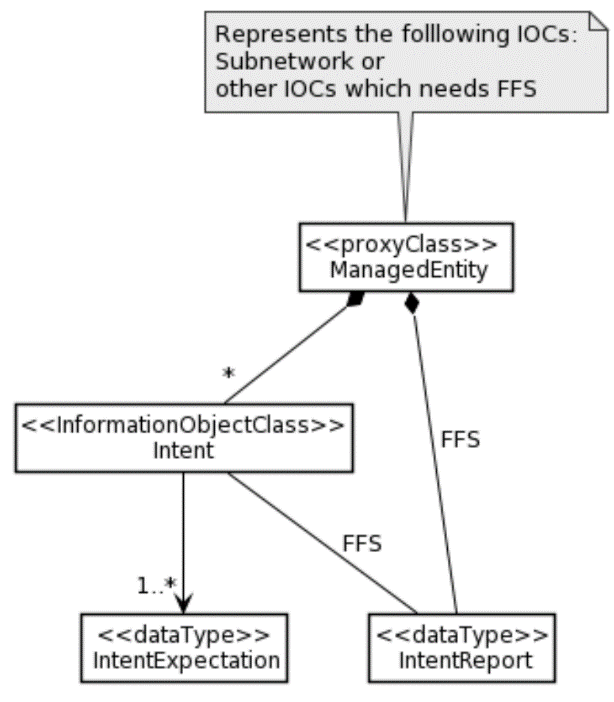 Represents the folllowing IOCs:
Subnetwork or
other IOCs which needs FFS
<<proxyClass>>
ManagedEntity
*
<<InformationObjectClass>>
Intent
FFS
FFS
1..*
<<dataType>>
IntentExpectation
<<dataType>>
IntentReport